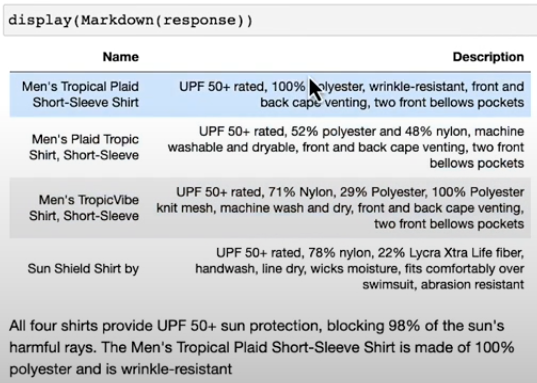 display(Markdown(response))
Name Description
Men's Tropical Plaid UPF 50+ rated, 100% polyester, wrinkle-resistant, front and
Short-Sleeve Shirt back cape venting, two front bellows pockets
Men's Plaid Tropic UPF 50+ rated, 52% polyester and 48% nylon, machine
Shirt, Short-Sleeve washable and dryable, front and back cape venting, two front
bellows pockets
Men's TropicVibe UPF 50+ rated, 71% Nylon, 29% Polyester, 100% Polyester
Shirt, Short-Sleeve knit mesh, machine wash and dry, front and back cape venting,
two front bellows pockets
UPF 50+ rated, 78% nylon, 22% Lycra Xtra Life fiber,
Sun Shield Shirt by handwash, line dry, wicks moisture, fits comfortably over
swimsuit, abrasion resistant
All four shirts provide UPF 50+ sun protection, blocking 98% of the sun's
harmful rays. The Men's Tropical Plaid Short-Sleeve Shirt is made of 100%
polyester and is wrinkle-resistant